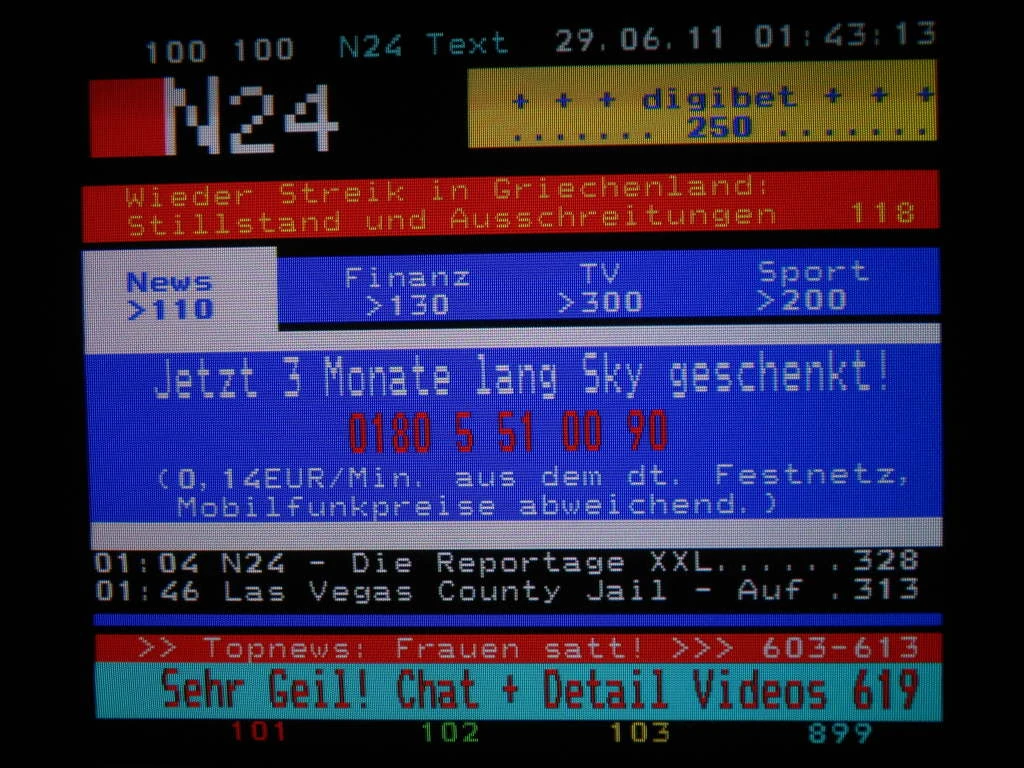 100 100 N24 Text 29.06.11 01:43:13
N24
+ + + digibet + + +
....... 250 .......
Wieder Streik in Griechenland:
Stillstand und Ausschreitungen 118
News Finanz TV Sport
>110 >130 >300 >200
Jetzt 3 Monate lang Sky geschenkt!
0180 5 51 00 90
(0,14EUR/Min. aus dem dt. Festnetz,
Mobilfunkpreise abweichend.)
01:04 N24 - Die Reportage XXL......328
01:46 Las Vegas County Jail - Auf .313
>> Topnews: Frauen satt! >>> 603-613
Sehr Geil! Chat + Detail Videos 619
101 102 103 899